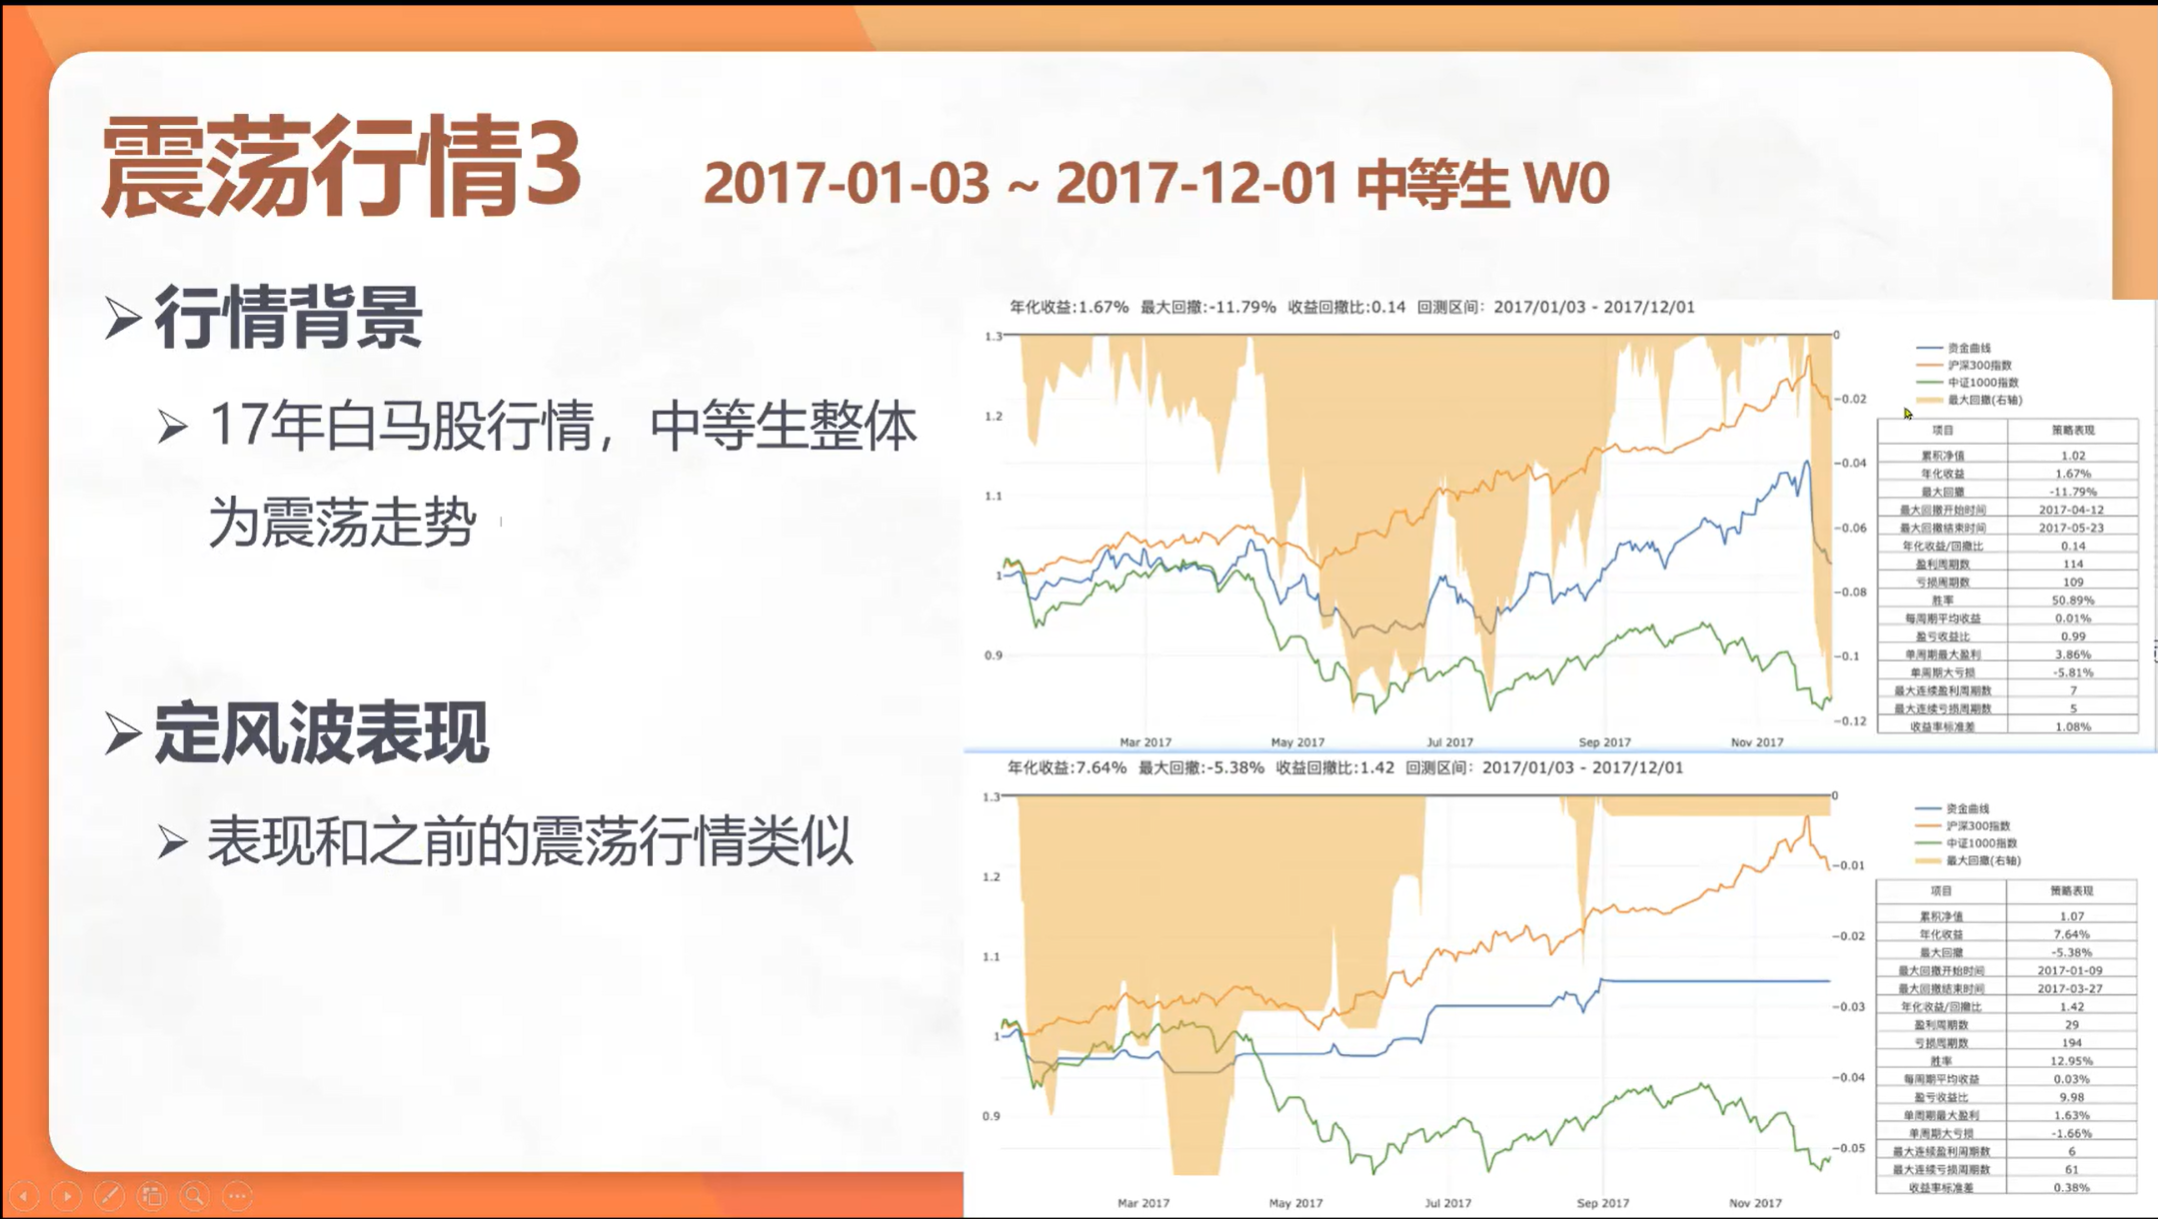 震荡行情3
2017-01-03 ~ 2017-12-01 中等生 W0
行情背景
17年白马股行情，中等生整体
为震荡走势
定风波表现
表现和之前的震荡行情类似
年化收益:1.67% 最大回撤:-11.79% 收益回撤比:0.14 回测区间: 2017/01/03 - 2017/12/01
1.3
1.2
1.1
1
0.9
0
−0.02
−0.04
−0.06
−0.08
−0.1
−0.12
Mar 2017 May 2017 Jul 2017 Sep 2017 Nov 2017
资金曲线
沪深300指数
中证1000指数
最大回撤(右轴)
项目 策略表现
累积净值 1.02
年化收益 1.67%
最大回撤 -11.79%
最大回撤开始时间 2017-04-12
最大回撤结束时间 2017-05-23
年化收益/回撤比 0.14
盈利周期数 114
亏损周期数 109
胜率 50.89%
每周期平均收益 0.01%
盈亏收益比 0.99
单周期最大盈利 3.86%
单周期大亏损 -5.81%
最大连续盈利周期数 7
最大连续亏损周期数 5
收益率标准差 1.08%
年化收益:7.64% 最大回撤:-5.38% 收益回撤比:1.42 回测区间: 2017/01/03 - 2017/12/01
1.3
1.2
1.1
1
0.9
0
−0.01
−0.02
−0.03
−0.04
−0.05
Mar 2017 May 2017 Jul 2017 Sep 2017 Nov 2017
资金曲线
沪深300指数
中证1000指数
最大回撤(右轴)
项目 策略表现
累积净值 1.07
年化收益 7.64%
最大回撤 -5.38%
最大回撤开始时间 2017-01-09
最大回撤结束时间 2017-03-27
年化收益/回撤比 1.42
盈利周期数 29
亏损周期数 194
胜率 12.95%
每周期平均收益 0.03%
盈亏收益比 9.98
单周期最大盈利 1.63%
单周期大亏损 -1.66%
最大连续盈利周期数 6
最大连续亏损周期数 61
收益率标准差 0.38%